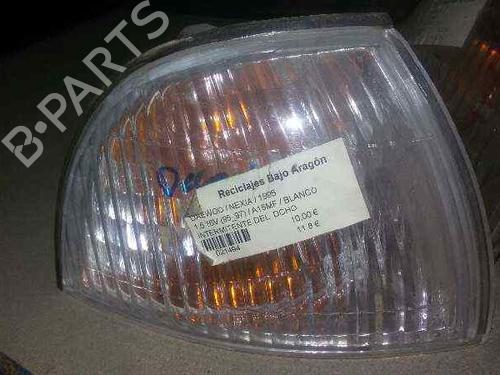 B-PARTS
Reciclajes Bajo Aragón
DAEWOO / NEXIA / 1995
1.5 16V (95_97) / A15MF / BLANCO
INTERMITENTE DEL. DCHO
10,00 €
11.8 €
021464